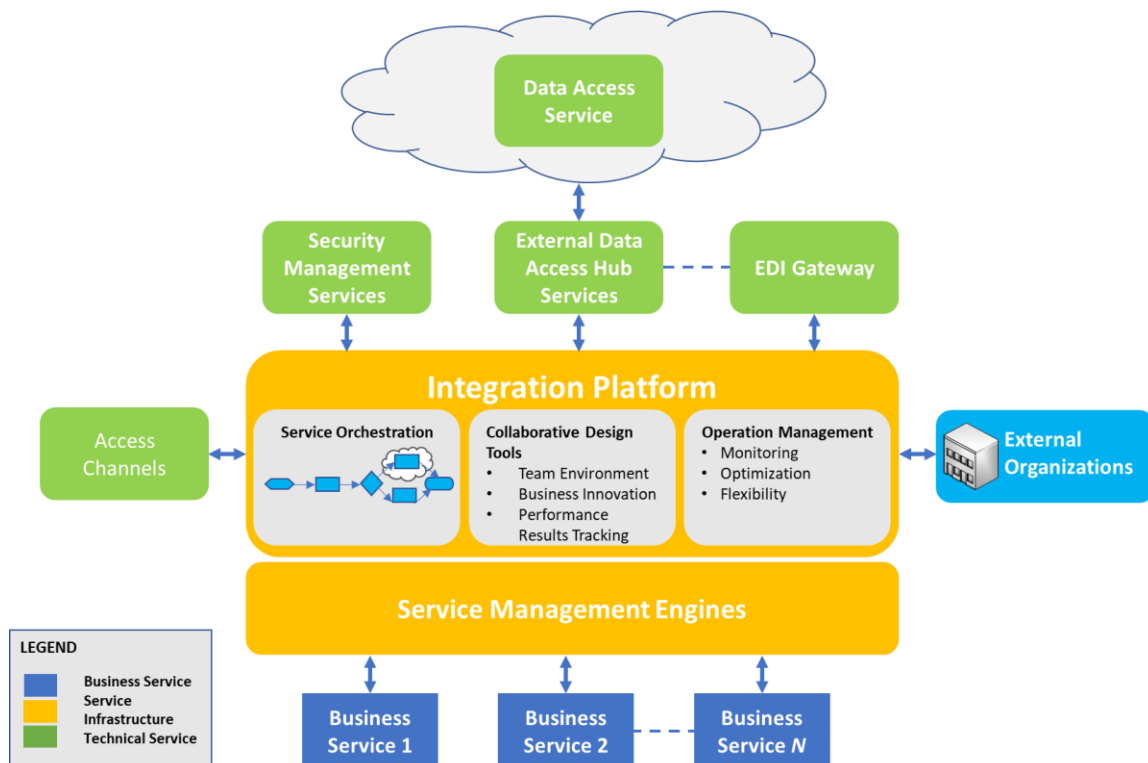 Data Access
Service
Security
Management
Services
External Data
Access Hub
Services
EDI Gateway
Integration Platform
Access
Channels
Service Orchestration
Collaborative Design
Tools
• Team Environment
• Business Innovation
• Performance
Results Tracking
Operation Management
• Monitoring
• Optimization
• Flexibility
External
Organizations
Service Management Engines
LEGEND
Business Service
Service
Infrastructure
Technical Service
Business
Service 1
Business
Service 2
Business
Service N